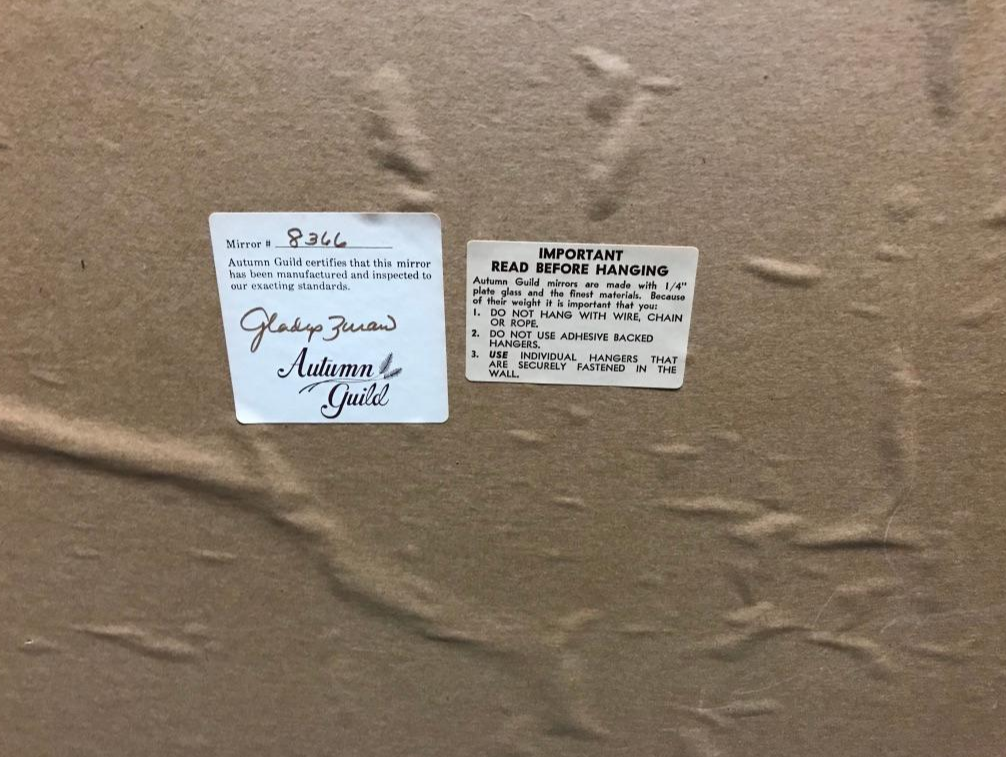 Mirror # 8366
Autumn Guild certifies that this mirror
has been manufactured and inspected to
our exacting standards.
Gladys
Autumn
Guild
IMPORTANT
READ BEFORE HANGING
Autumn Guild mirrors are made with 1/4"
plate glass and the finest materials. Because
of their weight it is important that you:
1. DO NOT HANG WITH WIRE, CHAIN
OR ROPE.
2. DO NOT USE ADHESIVE BACKED
HANGERS.
3. USE INDIVIDUAL HANGERS THAT
ARE SECURELY FASTENED IN THE
WALL.